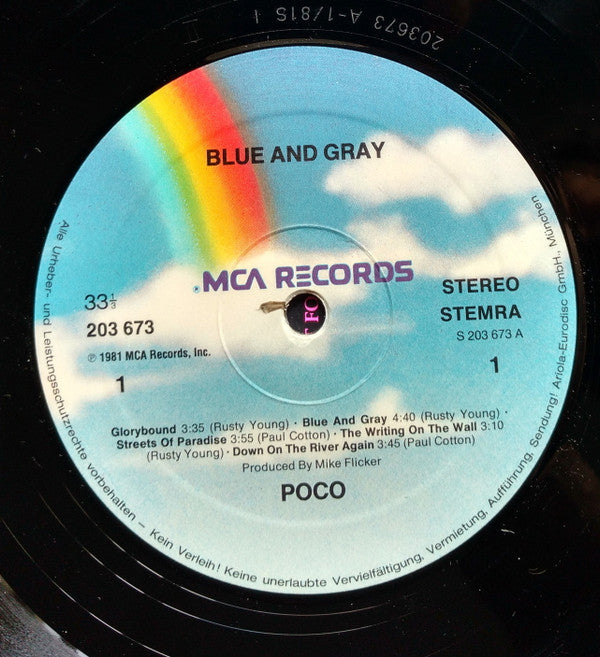 203673 A-1/815 I
BLUE AND GRAY
MCA RECORDS
33⅓
203 673
℗ 1981 MCA Records, Inc.
1
STEREO
STEMRA
S 203 673 A
1
Glorybound 3:35 (Rusty Young) · Blue And Gray 4:40 (Rusty Young) ·
Streets Of Paradise 3:55 (Paul Cotton) · The Writing On The Wall 3:10
(Rusty Young) · Down On The River Again 3:45 (Paul Cotton)
Produced By Mike Flicker
POCO
Alle Urheber- und Leistungsschutzrechte vorbehalten – Kein Verleih! Keine unerlaubte Vervielfältigung, Vermietung, Aufführung, Sendung! Ariola-Eurodisc GmbH., München